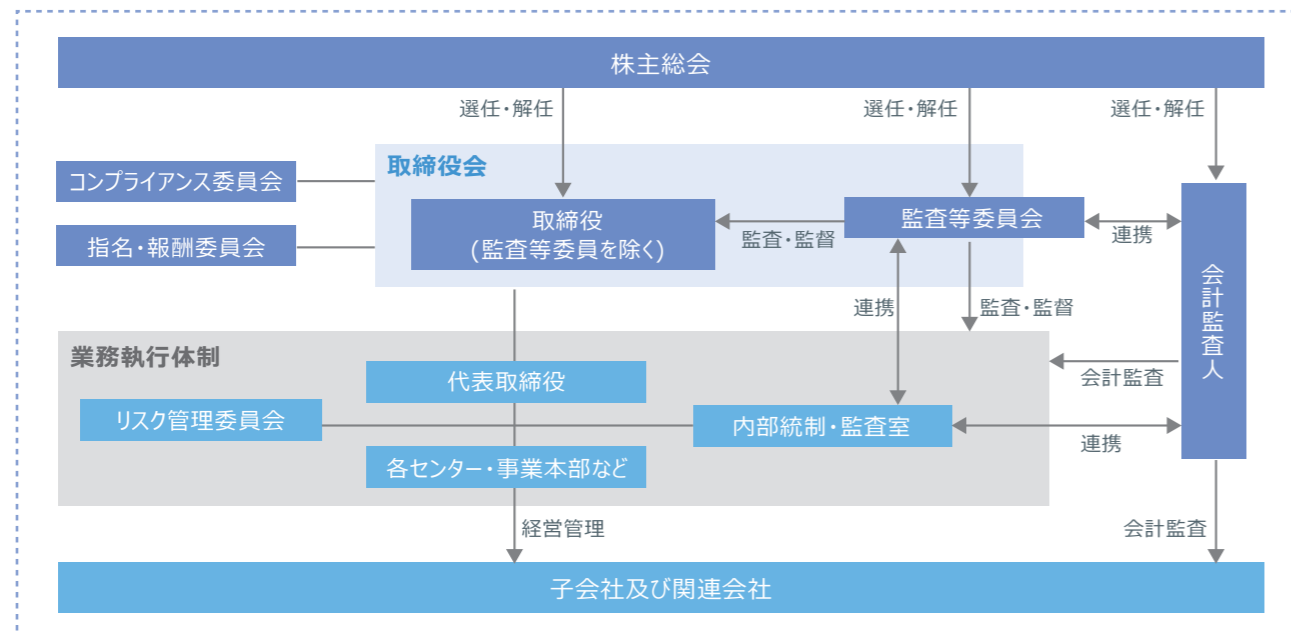 株主総会
選任・解任
選任・解任
選任・解任
取締役会
コンプライアンス委員会
指名・報酬委員会
取締役
(監査等委員を除く)
監査・監督
監査等委員会
連携
会計監査人
連携
監査・監督
業務執行体制
代表取締役
会計監査
リスク管理委員会
内部統制・監査室
連携
各センター・事業本部など
経営管理
会計監査
子会社及び関連会社